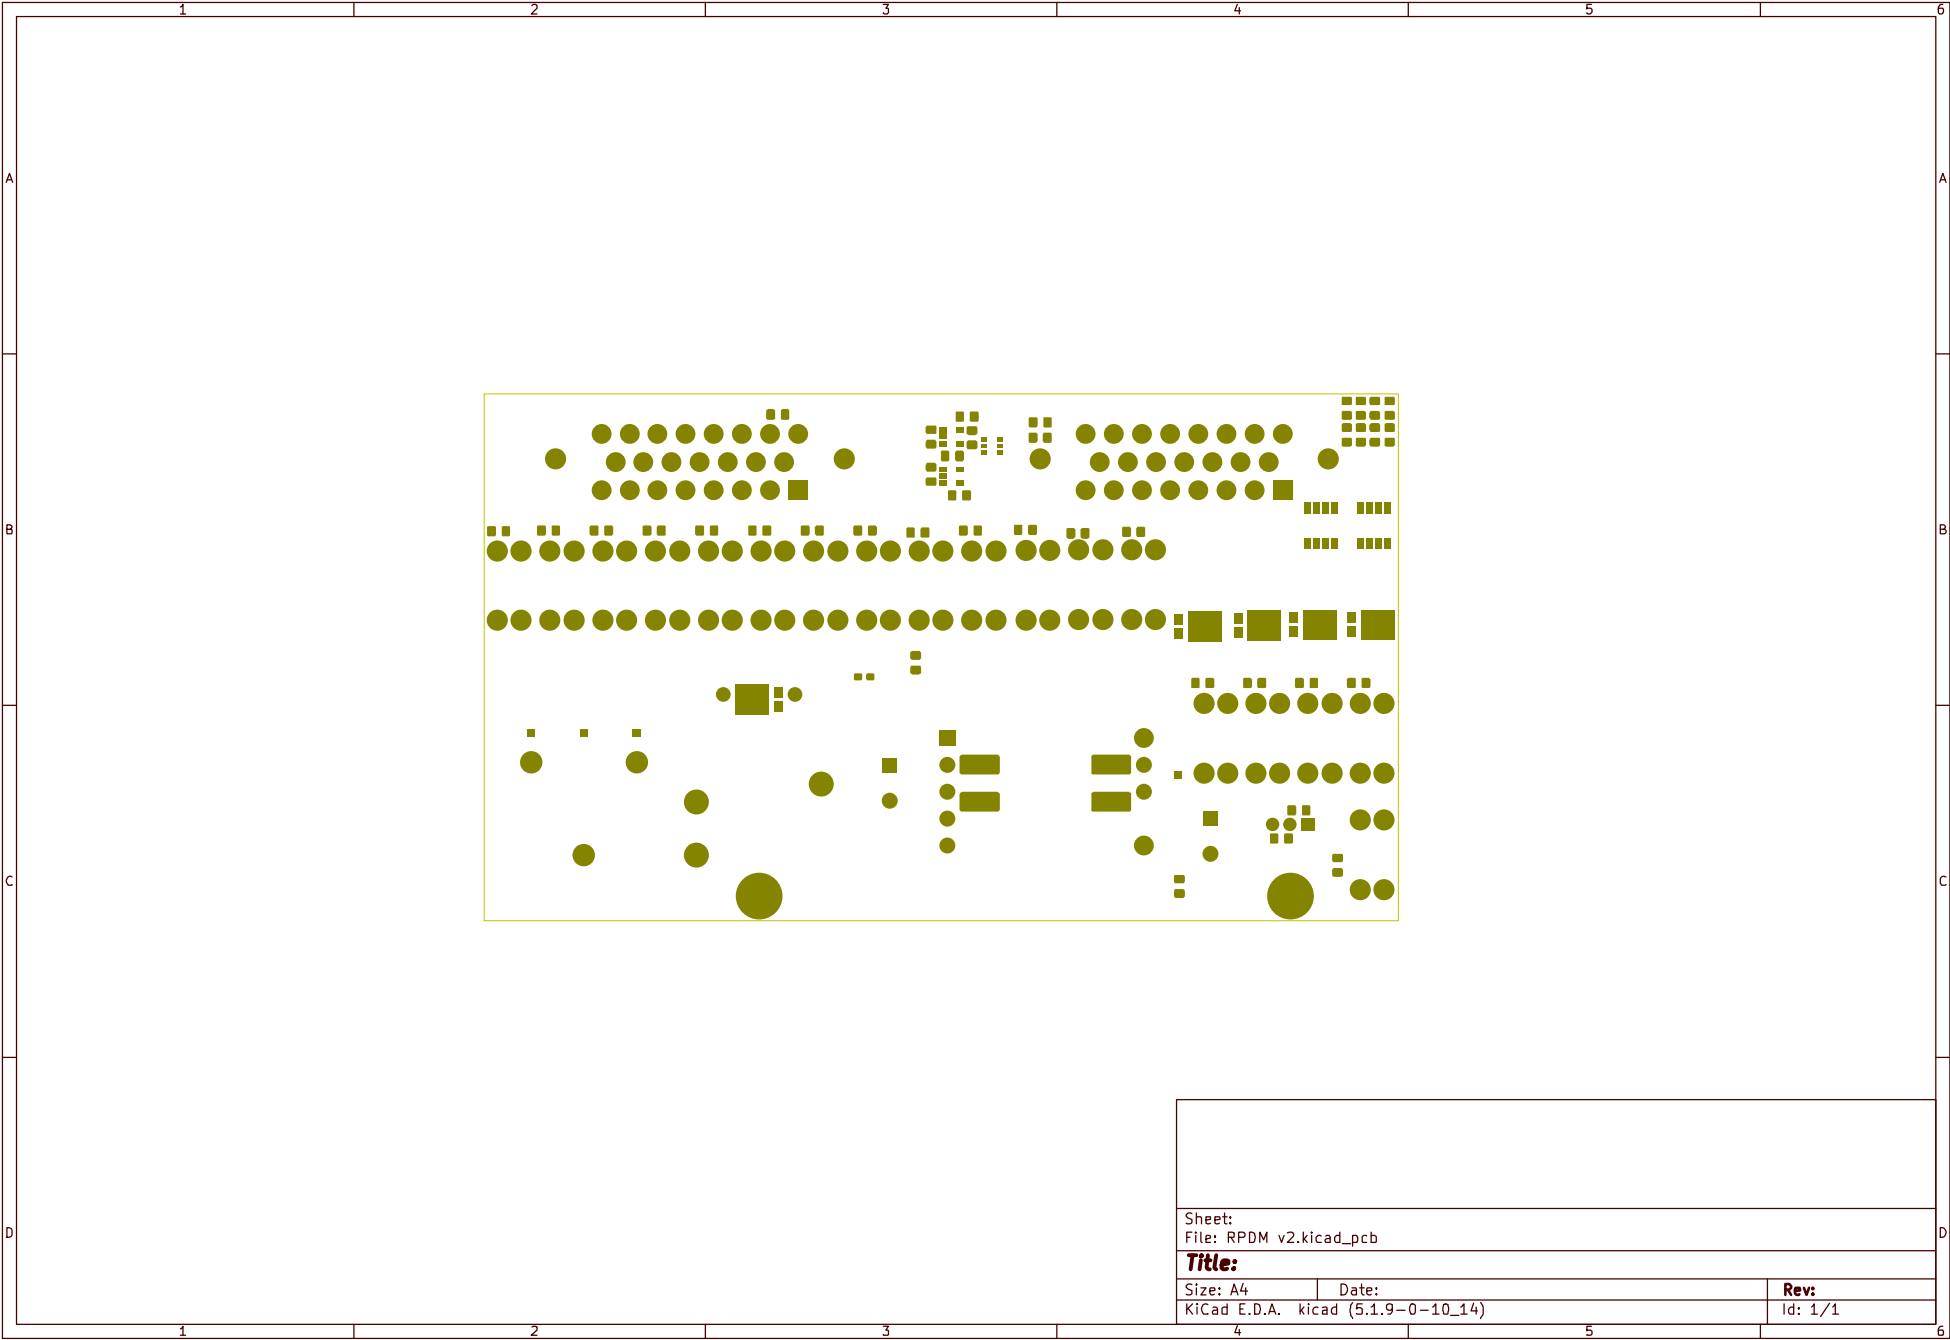 1 2 3 4 5 6
A A
B B
C C
D D
Sheet:
File: RPDM v2.kicad_pcb
Title:
Size: A4 Date: Rev:
KiCad E.D.A. kicad (5.1.9-0-10_14) Id: 1/1
1 2 3 4 5 6